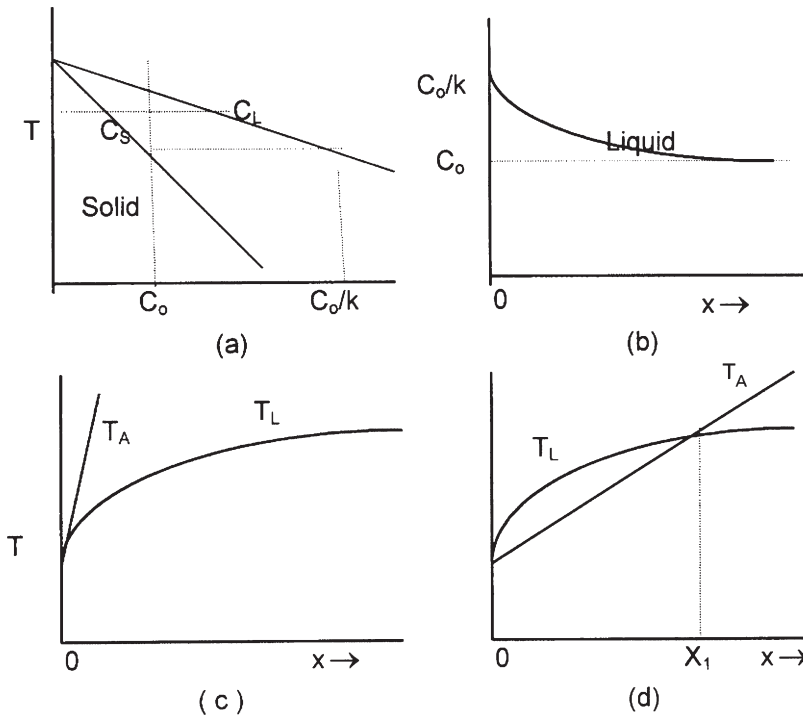 T
C_L
C_S
Solid
C_o
C_o/k
(a)
C_o/k
Liquid
C_o
0
x→
(b)
T_A
T_L
T
0
x→
( c )
T_A
T_L
0
X_1
x→
(d)